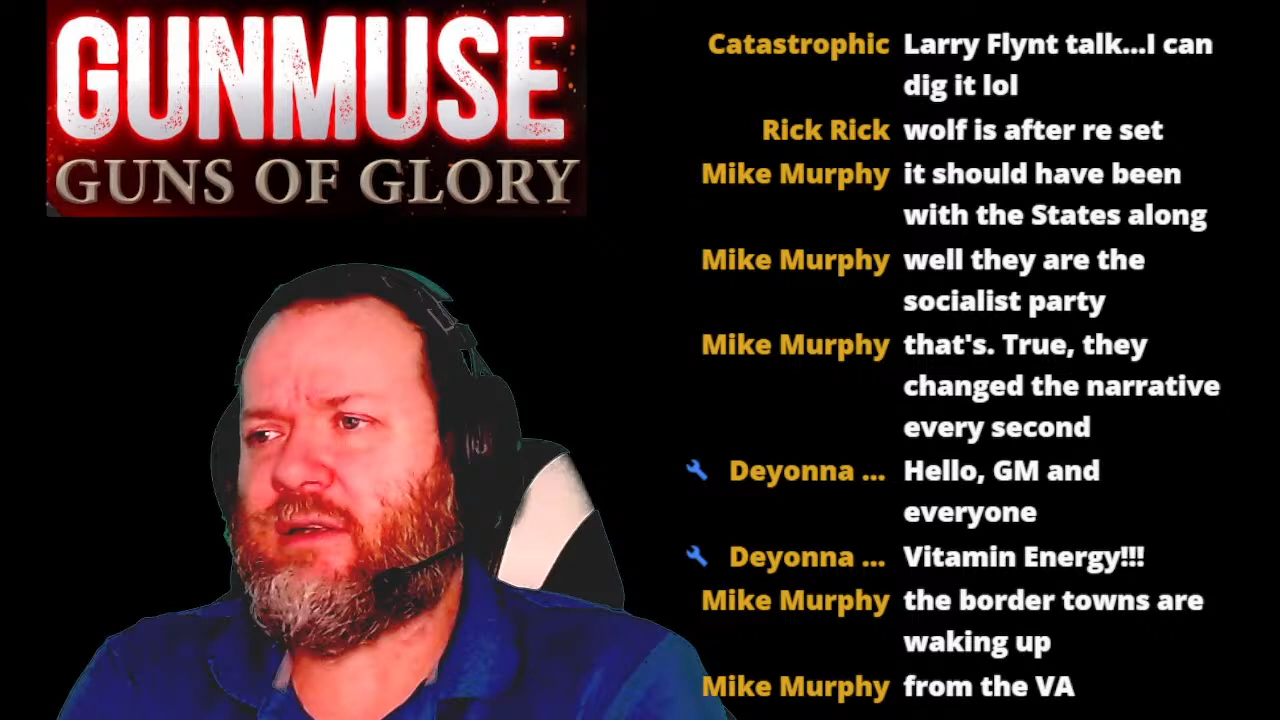 GUNMUSE
GUNS OF GLORY
Catastrophic Larry Flynt talk...I can
dig it lol
Rick Rick wolf is after re set
Mike Murphy it should have been
with the States along
Mike Murphy well they are the
socialist party
Mike Murphy that's. True, they
changed the narrative
every second
Deyonna ... Hello, GM and
everyone
Deyonna ... Vitamin Energy!!!
Mike Murphy the border towns are
waking up
Mike Murphy from the VA